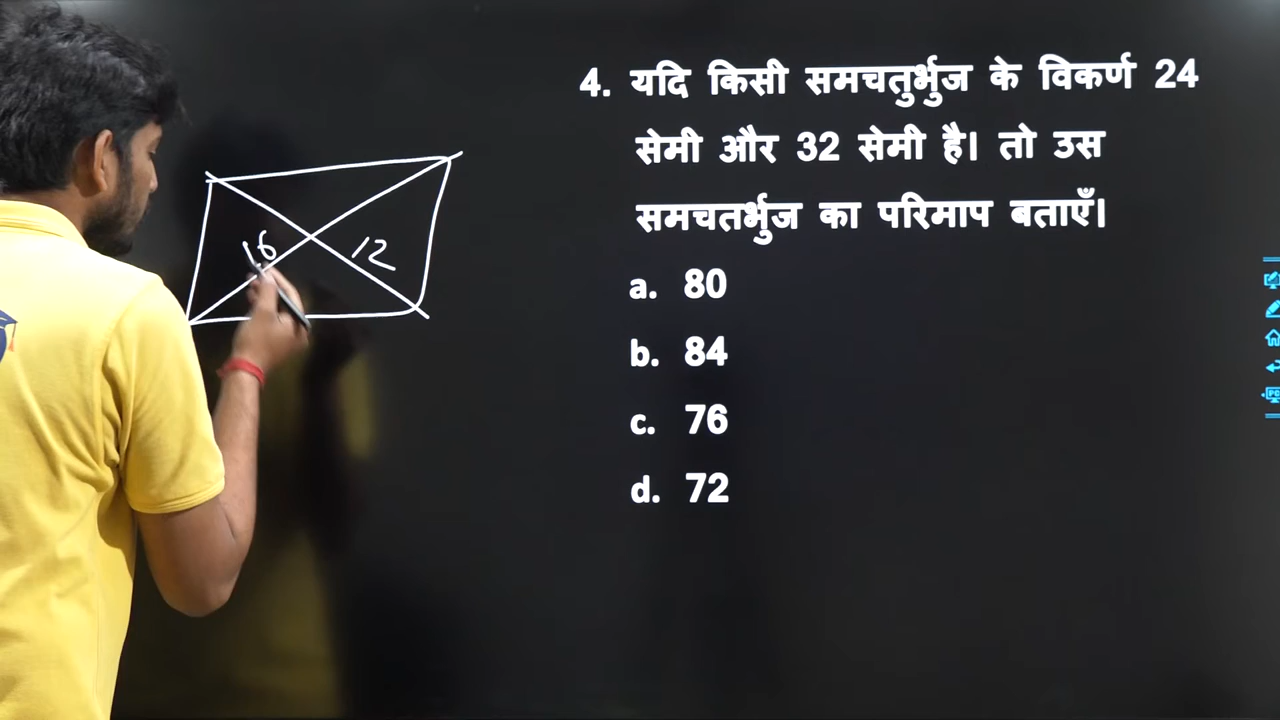 4. यदि किसी समचतुर्भुज के विकर्ण 24
सेमी और 32 सेमी है। तो उस
समचतर्भुज का परिमाप बताएँ।
a. 80
b. 84
c. 76
d. 72
16
12